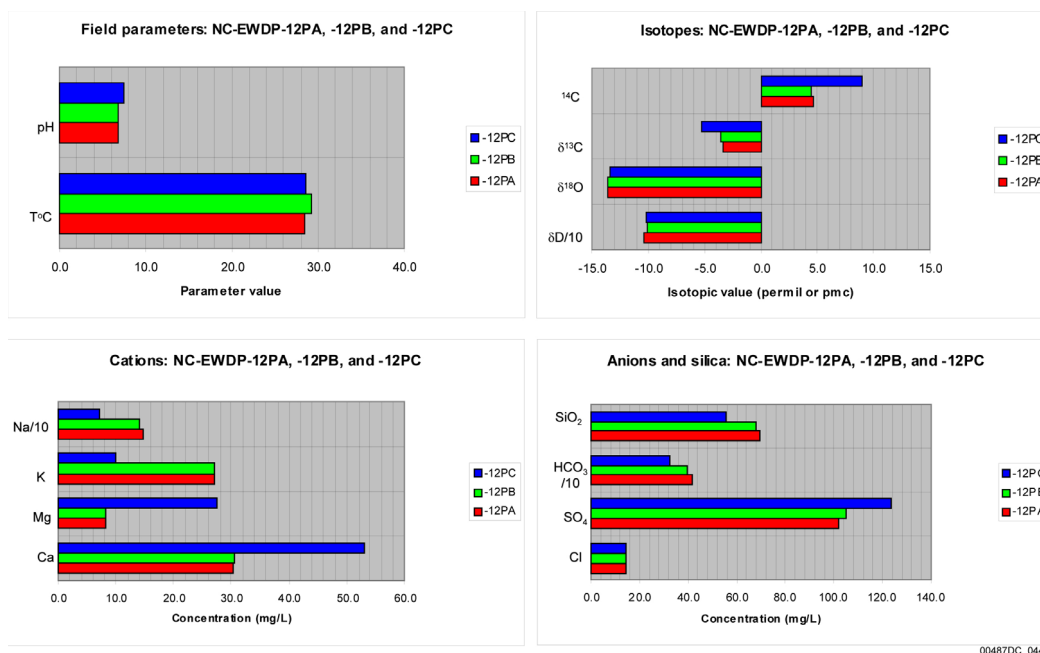 Field parameters: NC-EWDP-12PA, -12PB, and -12PC
pH
T°C
0.0 10.0 20.0 30.0 40.0
Parameter value
-12PC
-12PB
-12PA
Isotopes: NC-EWDP-12PA, -12PB, and -12PC
¹⁴C
δ¹³C
δ¹⁸O
δD/10
-15.0 -10.0 -5.0 0.0 5.0 10.0 15.0
Isotopic value (permil or pmc)
-12PC
-12PB
-12PA
Cations: NC-EWDP-12PA, -12PB, and -12PC
Na/10
K
Mg
Ca
0.0 10.0 20.0 30.0 40.0 50.0 60.0
Concentration (mg/L)
-12PC
-12PB
-12PA
Anions and silica: NC-EWDP-12PA, -12PB, and -12PC
SiO₂
HCO₃
/10
SO₄
Cl
0.0 20.0 40.0 60.0 80.0 100.0 120.0 140.0
Concentration (mg/L)
-12PC
-12PB
-12PA